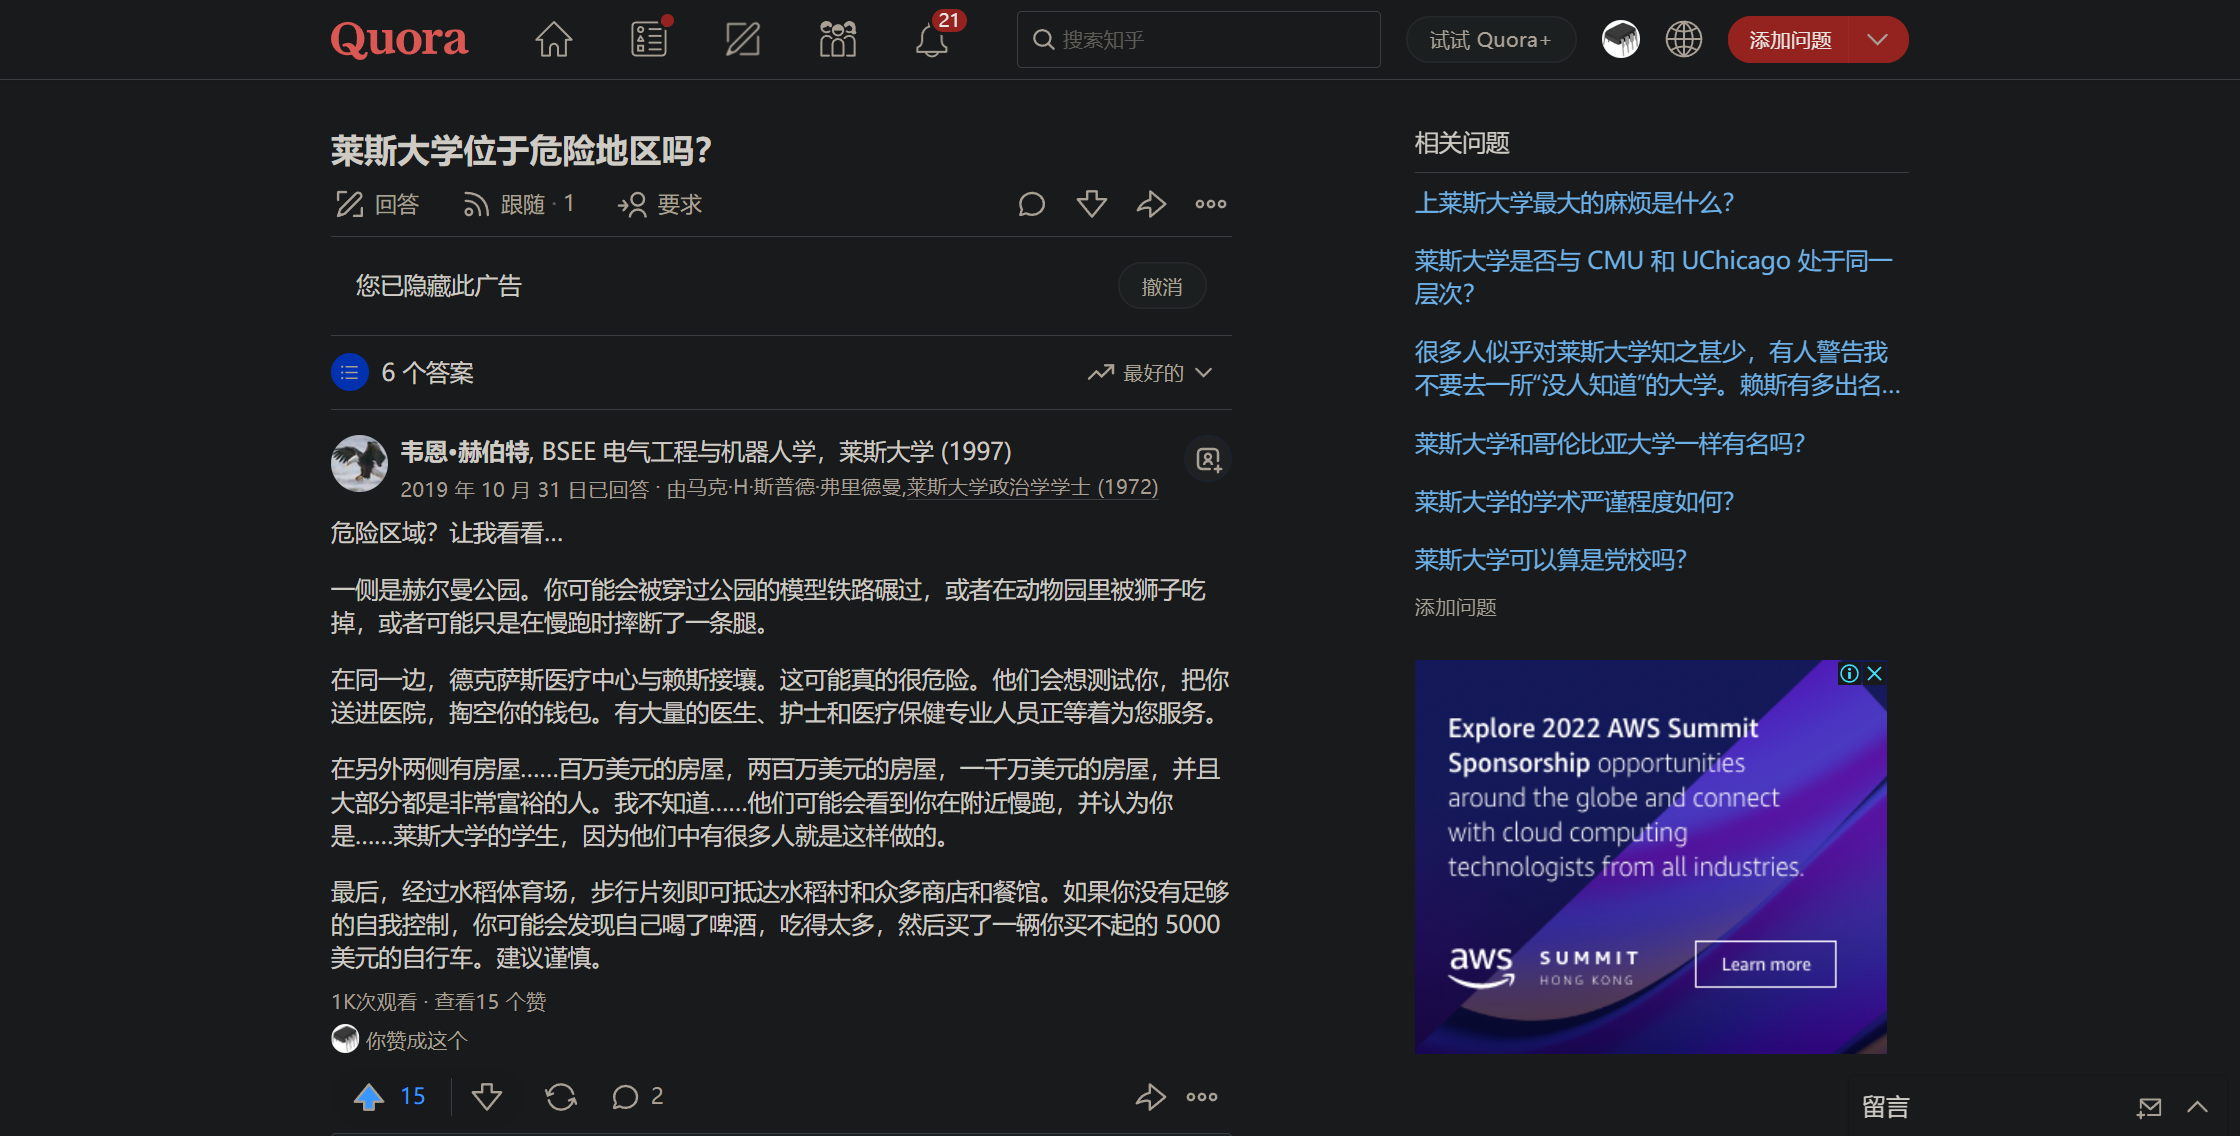 Quora
21
搜索知乎
试试 Quora+
添加问题
莱斯大学位于危险地区吗？
回答
跟随 · 1
要求
您已隐藏此广告
撤消
6 个答案
最好的
韦恩•赫伯特, BSEE 电气工程与机器人学，莱斯大学 (1997)
2019 年 10 月 31 日已回答 · 由马克·H·斯普德·弗里德曼,莱斯大学政治学学士 (1972)
危险区域？让我看看...
一侧是赫尔曼公园。你可能会被穿过公园的模型铁路碾过，或者在动物园里被狮子吃
掉，或者可能只是在慢跑时摔断了一条腿。
在同一边，德克萨斯医疗中心与赖斯接壤。这可能真的很危险。他们会想测试你，把你
送进医院，掏空你的钱包。有大量的医生、护士和医疗保健专业人员正等着为您服务。
在另外两侧有房屋……百万美元的房屋，两百万美元的房屋，一千万美元的房屋，并且
大部分都是非常富裕的人。我不知道……他们可能会看到你在附近慢跑，并认为你
是……莱斯大学的学生，因为他们中有很多人就是这样做的。
最后，经过水稻体育场，步行片刻即可抵达水稻村和众多商店和餐馆。如果你没有足够
的自我控制，你可能会发现自己喝了啤酒，吃得太多，然后买了一辆你买不起的 5000
美元的自行车。建议谨慎。
1K次观看 · 查看15 个赞
你赞成这个
15
2
相关问题
上莱斯大学最大的麻烦是什么？
莱斯大学是否与 CMU 和 UChicago 处于同一
层次？
很多人似乎对莱斯大学知之甚少，有人警告我
不要去一所“没人知道”的大学。赖斯有多出名...
莱斯大学和哥伦比亚大学一样有名吗？
莱斯大学的学术严谨程度如何？
莱斯大学可以算是党校吗？
添加问题
Explore 2022 AWS Summit
Sponsorship opportunities
around the globe and connect
with cloud computing
technologists from all industries.
aws
SUMMIT
HONG KONG
Learn more
留言